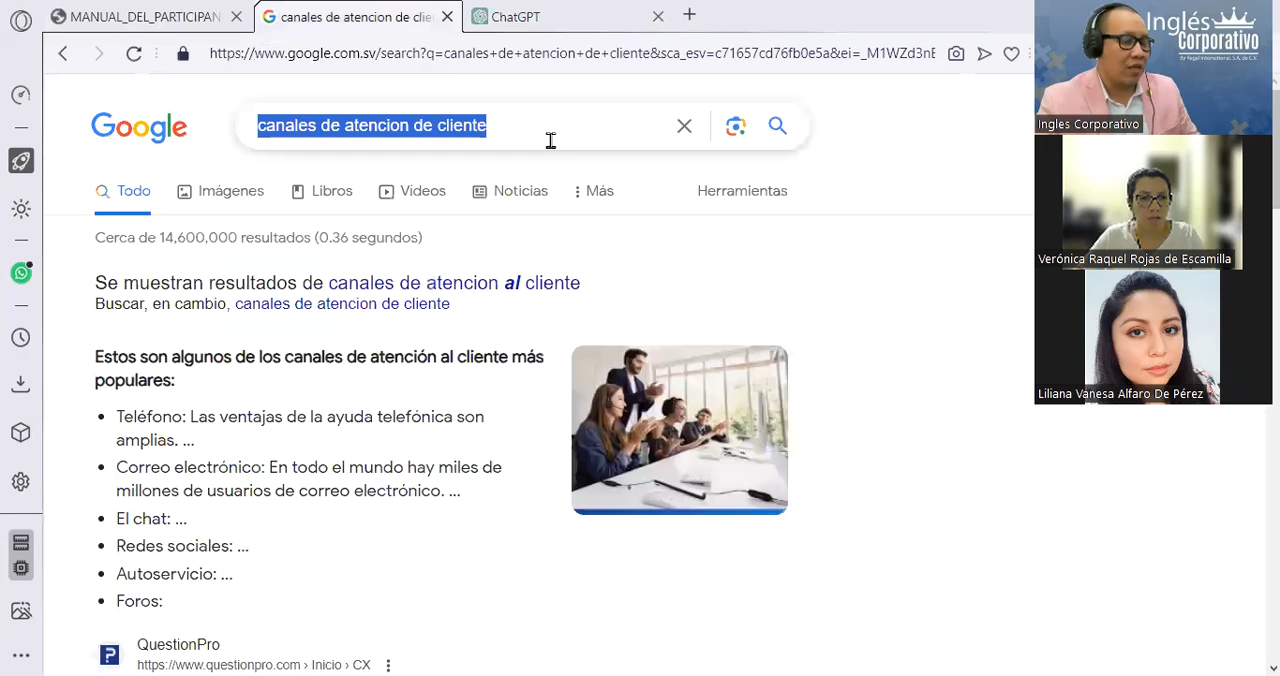 MANUAL_DEL_PARTICIPAN
canales de atencion de clie
ChatGPT
https://www.google.com.sv/search?q=canales+de+atencion+de+cliente&sca_esv=c71657cd76fb0e5a&ei=_M1WZd3nE
Google
canales de atencion de cliente
Todo
Imágenes
Libros
Videos
Noticias
Más
Herramientas
Cerca de 14,600,000 resultados (0.36 segundos)
Se muestran resultados de canales de atencion al cliente
Buscar, en cambio, canales de atencion de cliente
Estos son algunos de los canales de atención al cliente más
populares:
Teléfono: Las ventajas de la ayuda telefónica son
amplias. ...
Correo electrónico: En todo el mundo hay miles de
millones de usuarios de correo electrónico. ...
El chat: ...
Redes sociales: ...
Autoservicio: ...
Foros:
QuestionPro
https://www.questionpro.com › Inicio › CX
Inglés
Corporativo
By Regal International, S.A. de C.V.
Ingles Corporativo
Verónica Raquel Rojas de Escamilla
Liliana Vanesa Alfaro De Pérez